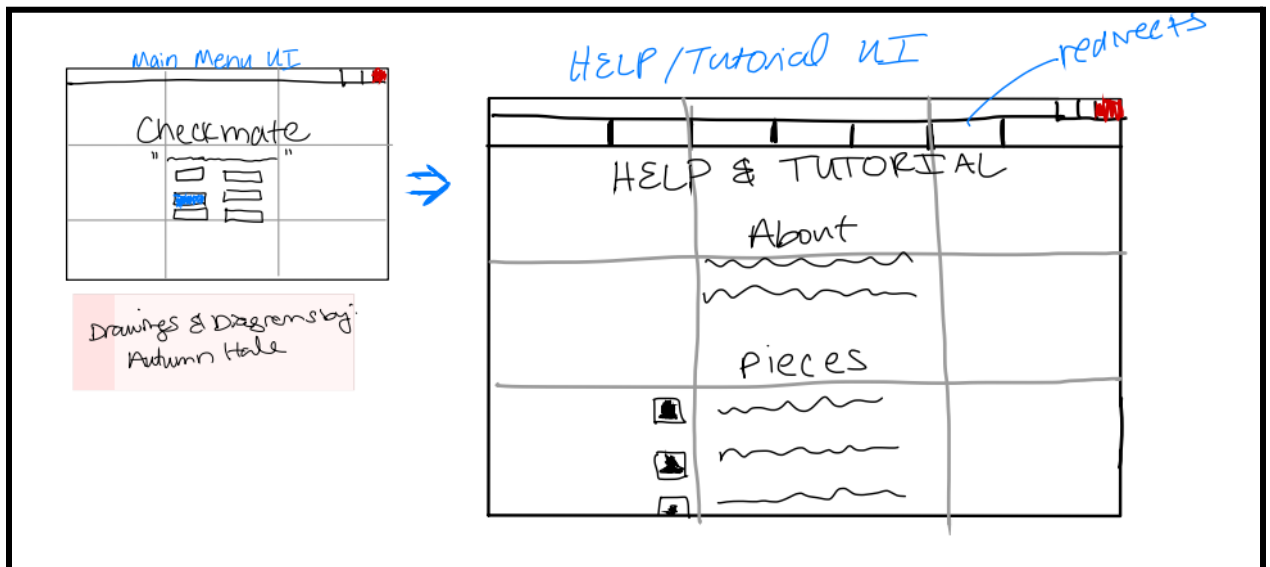 Main Menu UI
Checkmate
" "
Drawings & Diagrams by:
Autumn Hale
HELP/Tutorial UI
redirects
HELP & TUTORIAL
About
Pieces